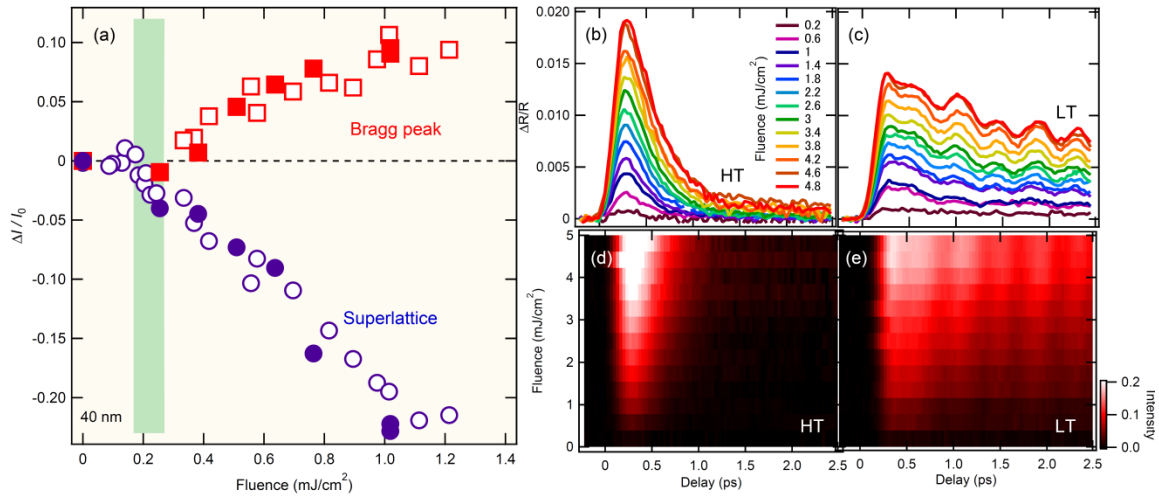 (a)
0.10
0.05
0
-0.05
-0.10
-0.15
-0.20
ΔI / I0
Bragg peak
Superlattice
40 nm
0.0 0.2 0.4 0.6 0.8 1.0 1.2 1.4
Fluence (mJ/cm²)
(b)
0.020
0.015
0.010
0.005
0
ΔR/R
HT
Fluence (mJ/cm²)
0.2
0.6
1
1.4
1.8
2.2
2.6
3
3.4
3.8
4.2
4.6
4.8
(c)
LT
(d)
5
4
3
2
1
0
Fluence (mJ/cm²)
HT
0.0 0.5 1.0 1.5 2.0 2.5
Delay (ps)
(e)
LT
0.0 0.5 1.0 1.5 2.0 2.5
Delay (ps)
0.2
0.1
0.0
Intensity